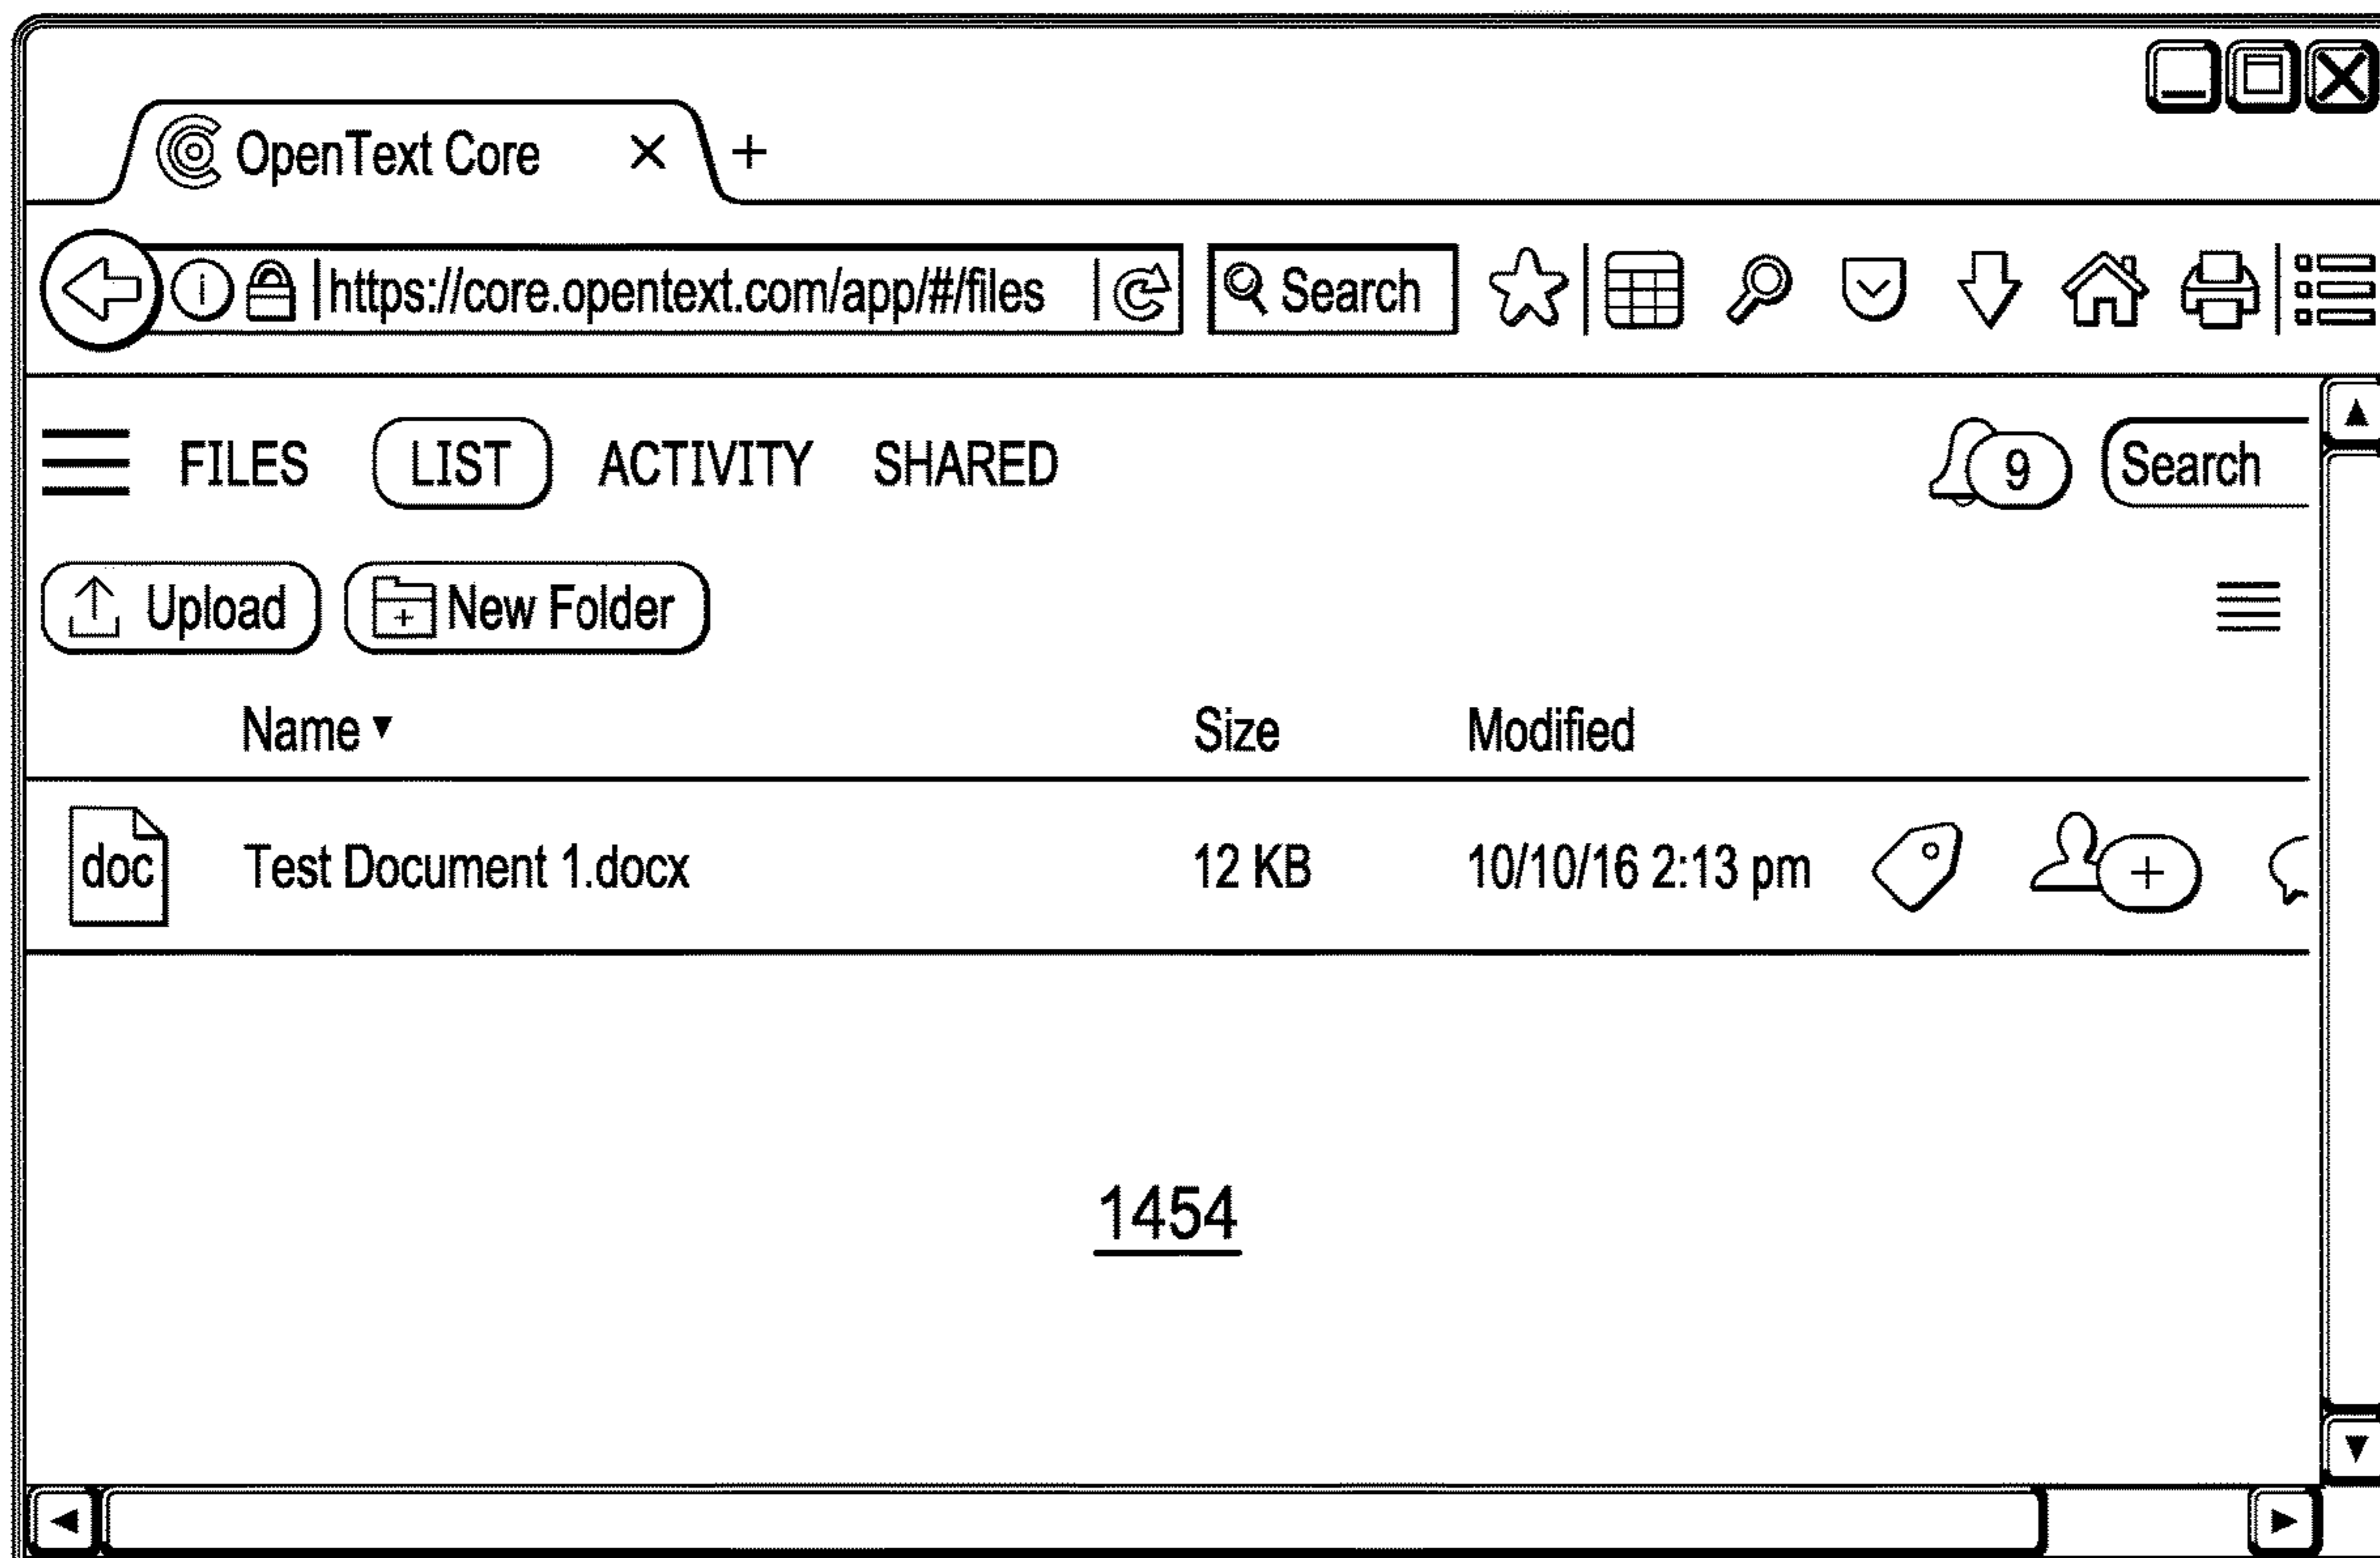 OpenText Core
https://core.opentext.com/app/#/files Search
FILES LIST ACTIVITY SHARED 9 Search
Upload New Folder
Name Size Modified
doc Test Document 1.docx 12 KB 10/10/16 2:13 pm
1454